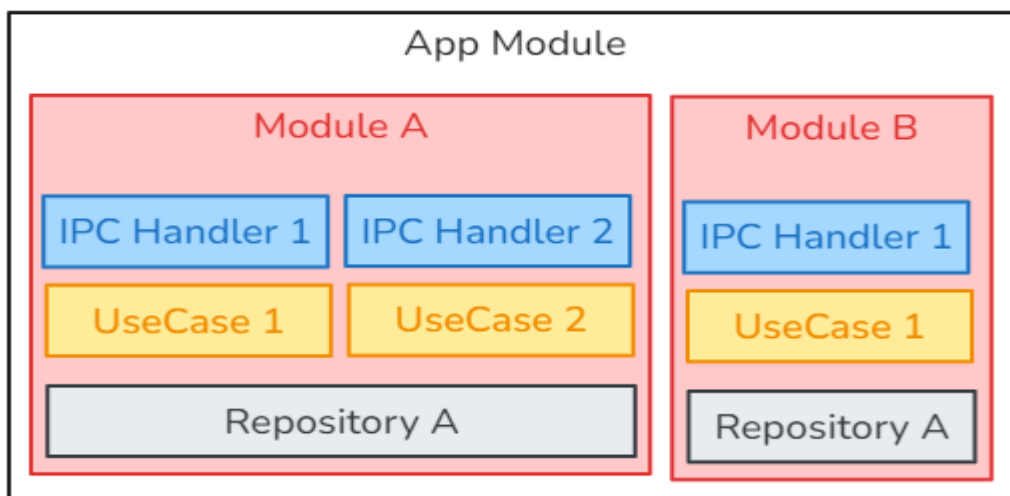 App Module
Module A
Module B
IPC Handler 1
IPC Handler 2
IPC Handler 1
UseCase 1
UseCase 2
UseCase 1
Repository A
Repository A